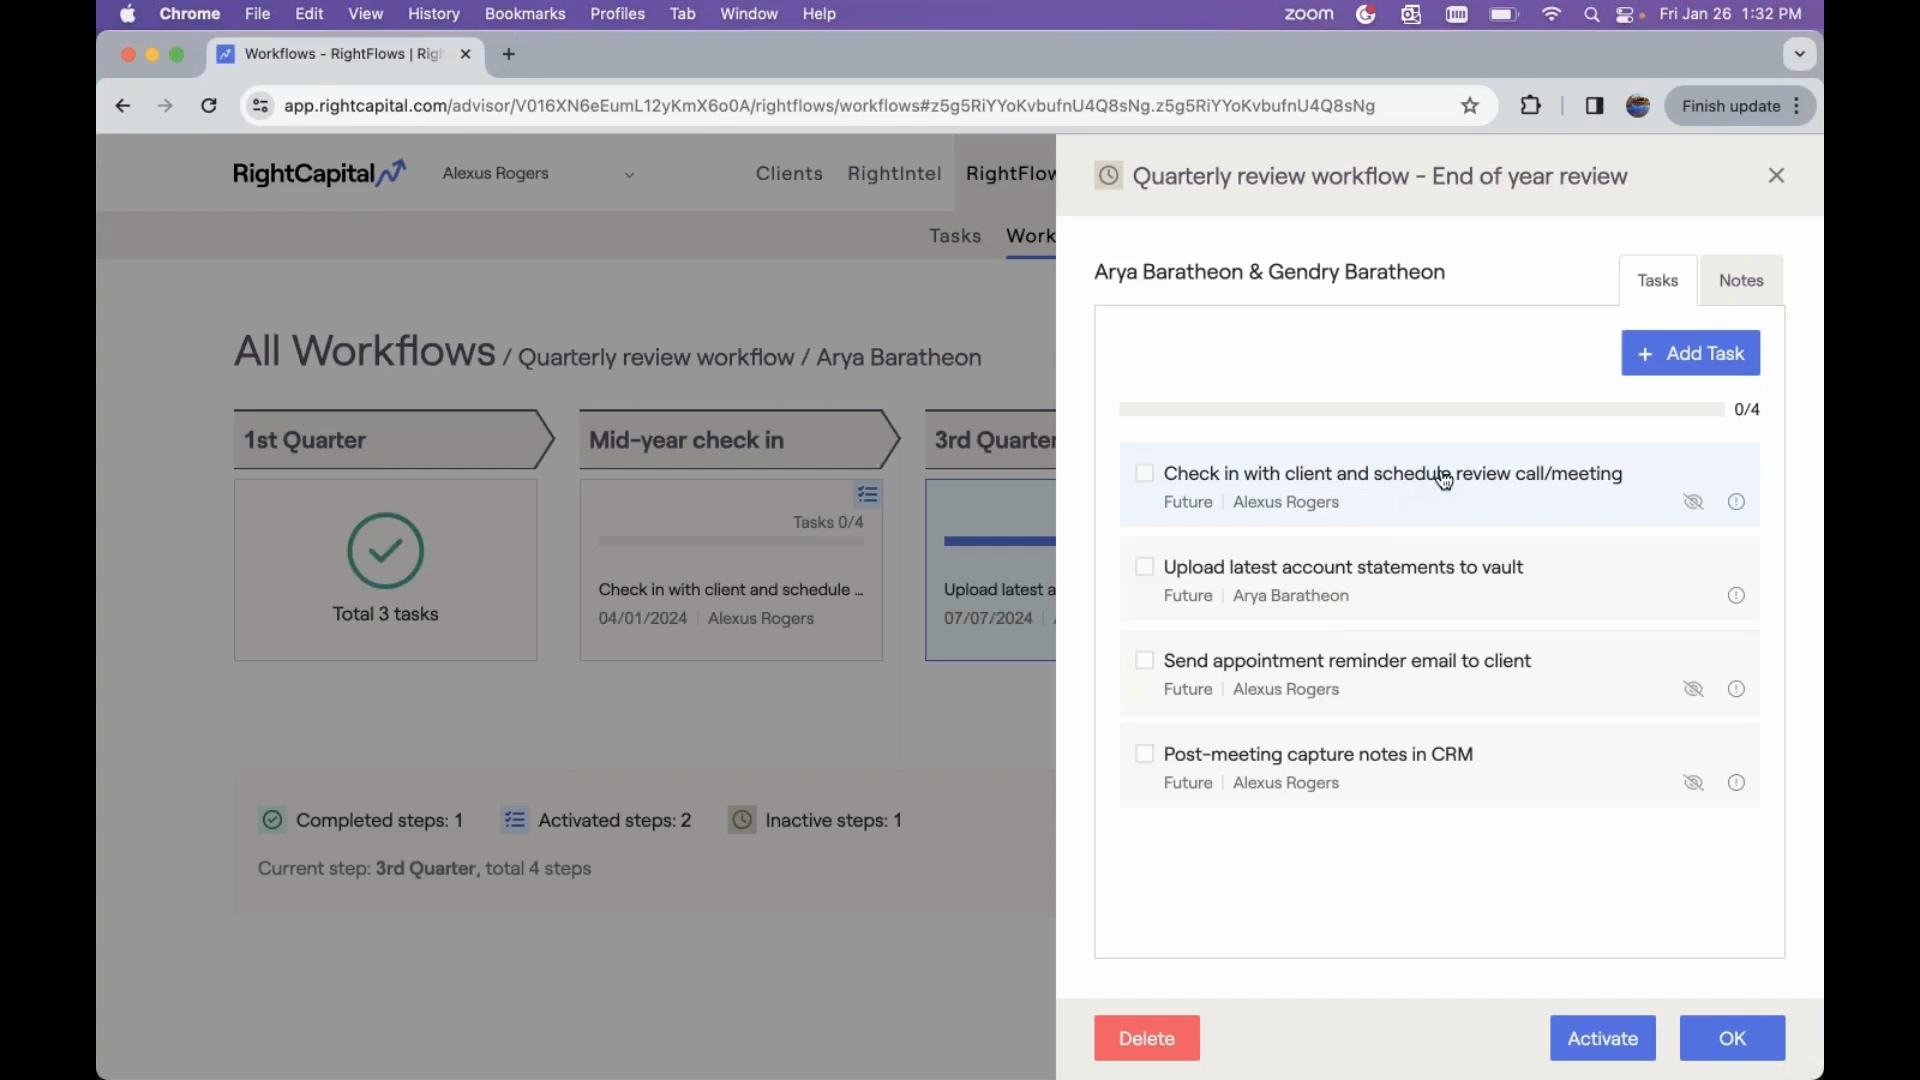 Chrome File Edit View History Bookmarks Profiles Tab Window Help zoom Fri Jan 26 1:32 PM
Workflows - RightFlows | Righ
app.rightcapital.com/advisor/V016XN6eEumL12yKmX6o0A/rightflows/workflows#z5g5RiYYoKvbufnU4Q8sNg.z5g5RiYYoKvbufnU4Q8sNg Finish update
RightCapital Alexus Rogers Clients RightIntel RightFlow
Tasks Work
All Workflows / Quarterly review workflow / Arya Baratheon
1st Quarter Mid-year check in 3rd Quarter
Tasks 0/4
Total 3 tasks
Check in with client and schedule ...
04/01/2024 Alexus Rogers
Upload latest a
07/07/2024
Completed steps: 1 Activated steps: 2 Inactive steps: 1
Current step: 3rd Quarter, total 4 steps
Quarterly review workflow - End of year review
Arya Baratheon & Gendry Baratheon Tasks Notes
+ Add Task
0/4
Check in with client and schedule review call/meeting
Future Alexus Rogers
Upload latest account statements to vault
Future Arya Baratheon
Send appointment reminder email to client
Future Alexus Rogers
Post-meeting capture notes in CRM
Future Alexus Rogers
Delete Activate OK